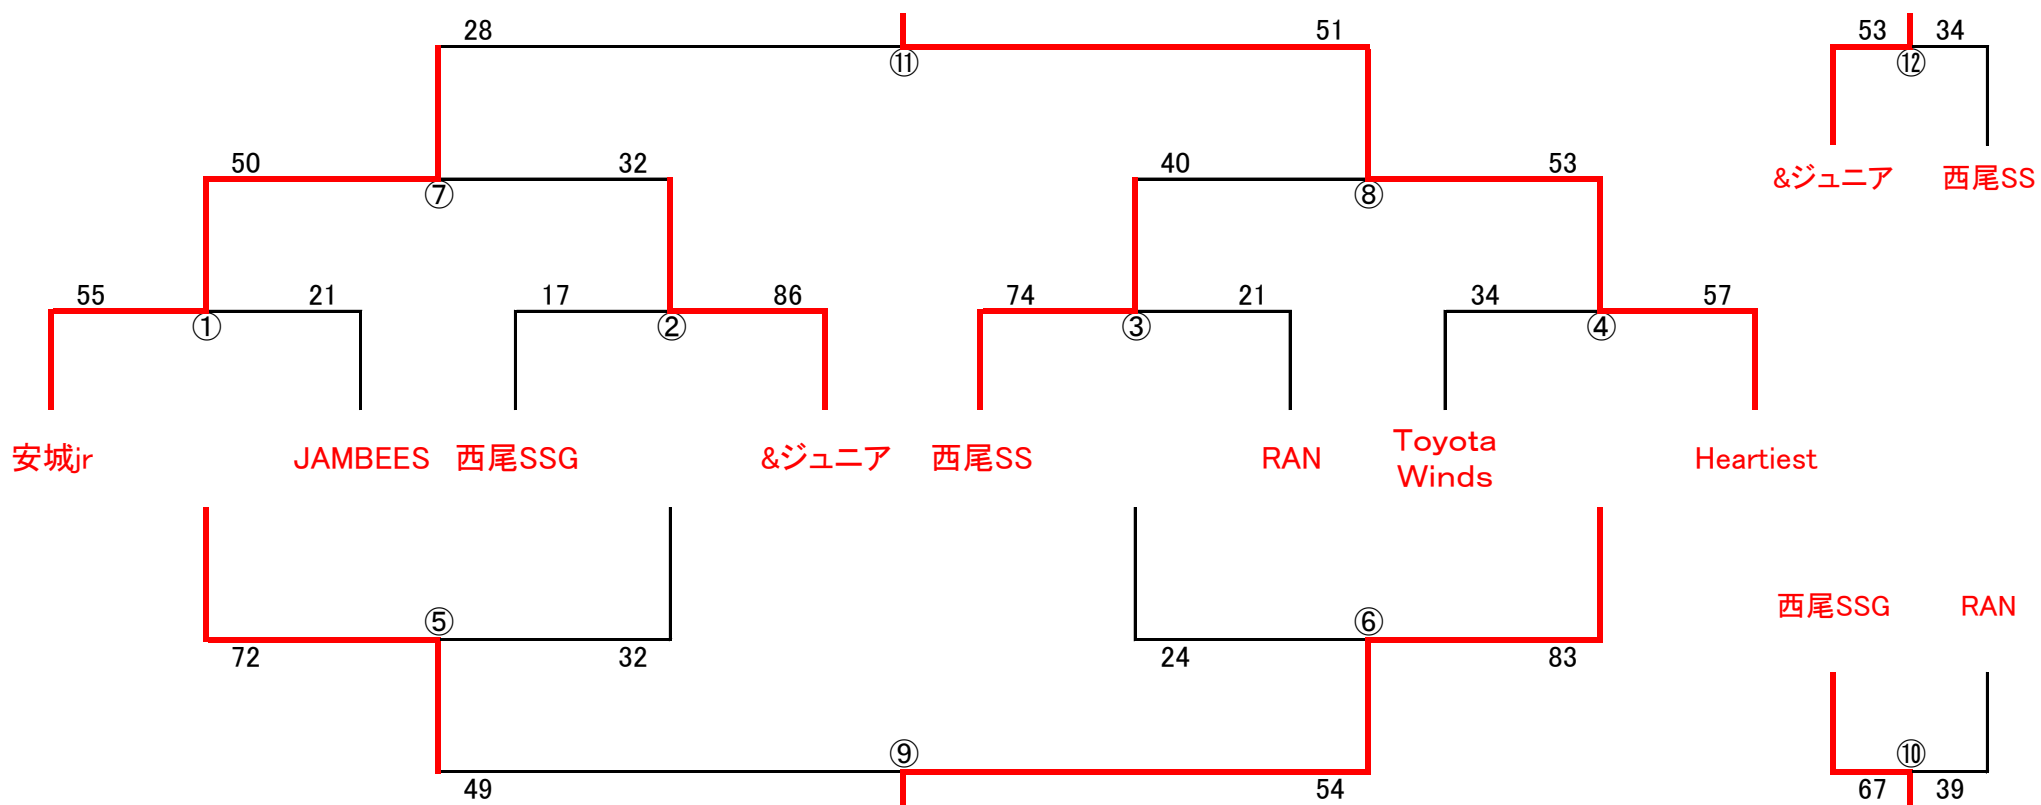 28
51
53
34
⑪
⑫
50
32
40
53
&ジュニア
西尾SS
⑦
⑧
55
21
17
86
74
21
34
57
①
②
③
④
安城jr
JAMBEES
西尾SSG
&ジュニア
西尾SS
RAN
Toyota
Winds
Heartiest
西尾SSG
RAN
⑤
⑥
72
32
24
83
⑨
⑩
49
54
67
39